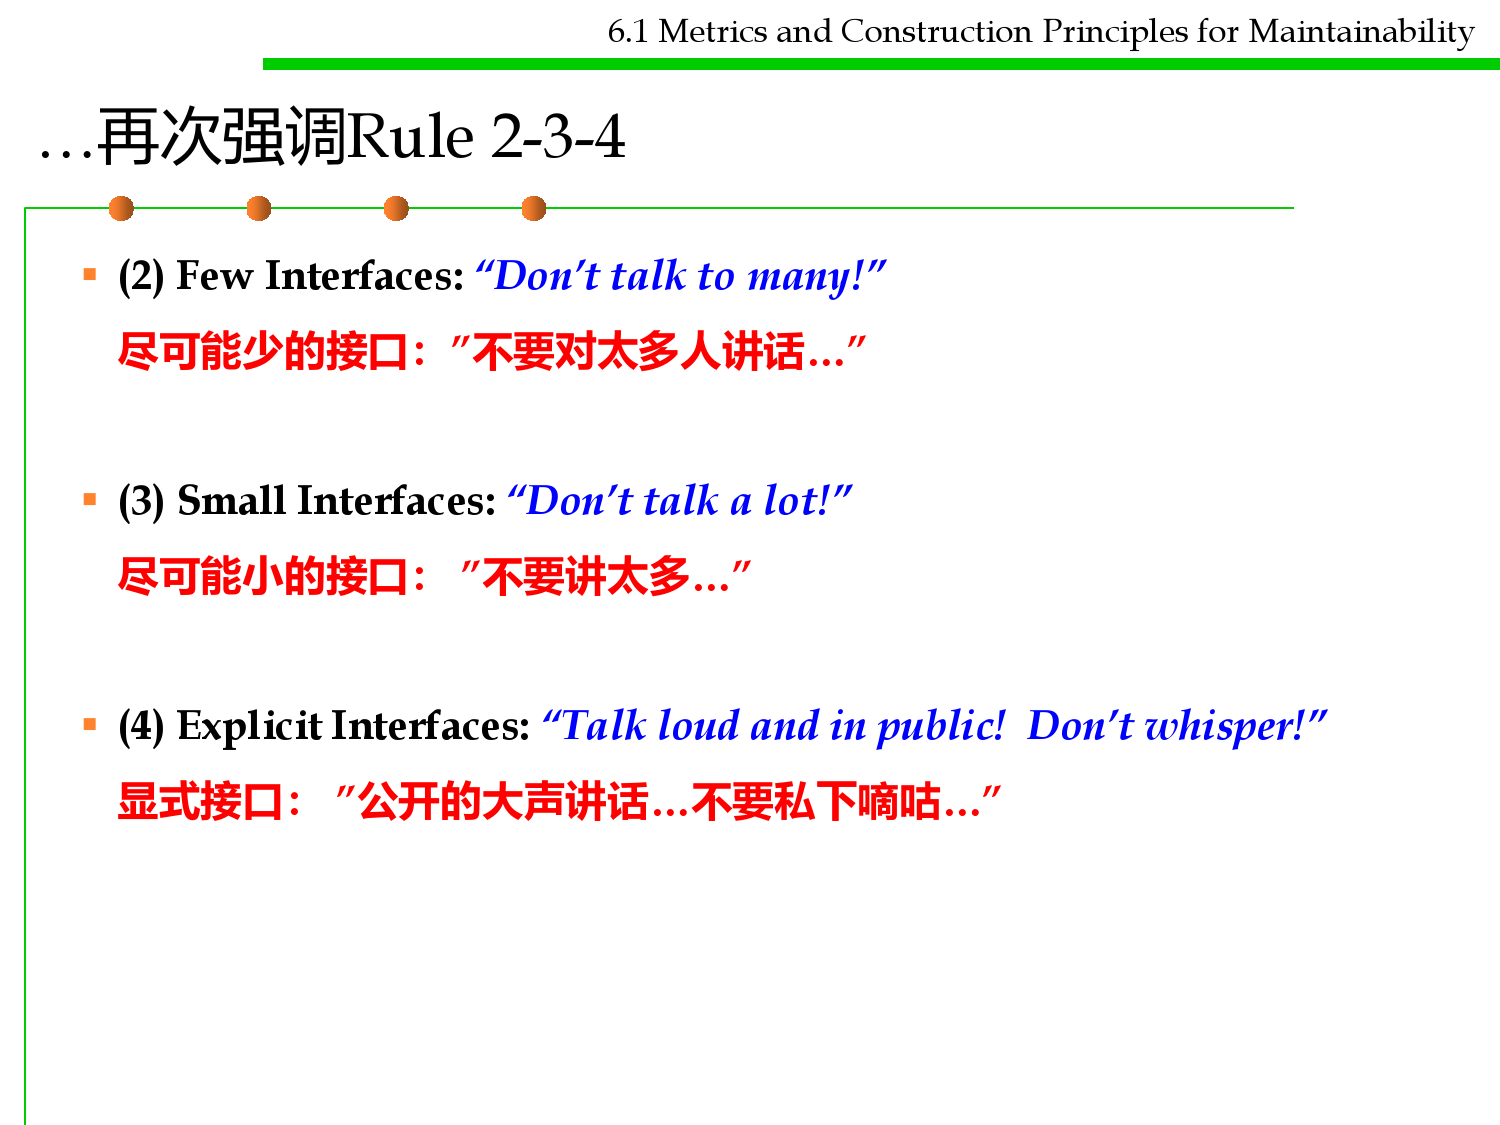 6.1 Metrics and Construction Principles for Maintainability
…再次强调Rule 2-3-4
(2) Few Interfaces: “Don’t talk to many!”
尽可能少的接口：”不要对太多人讲话…”
(3) Small Interfaces: “Don’t talk a lot!”
尽可能小的接口： ”不要讲太多…”
(4) Explicit Interfaces: “Talk loud and in public!  Don’t whisper!”
显式接口： ”公开的大声讲话…不要私下嘀咕…”